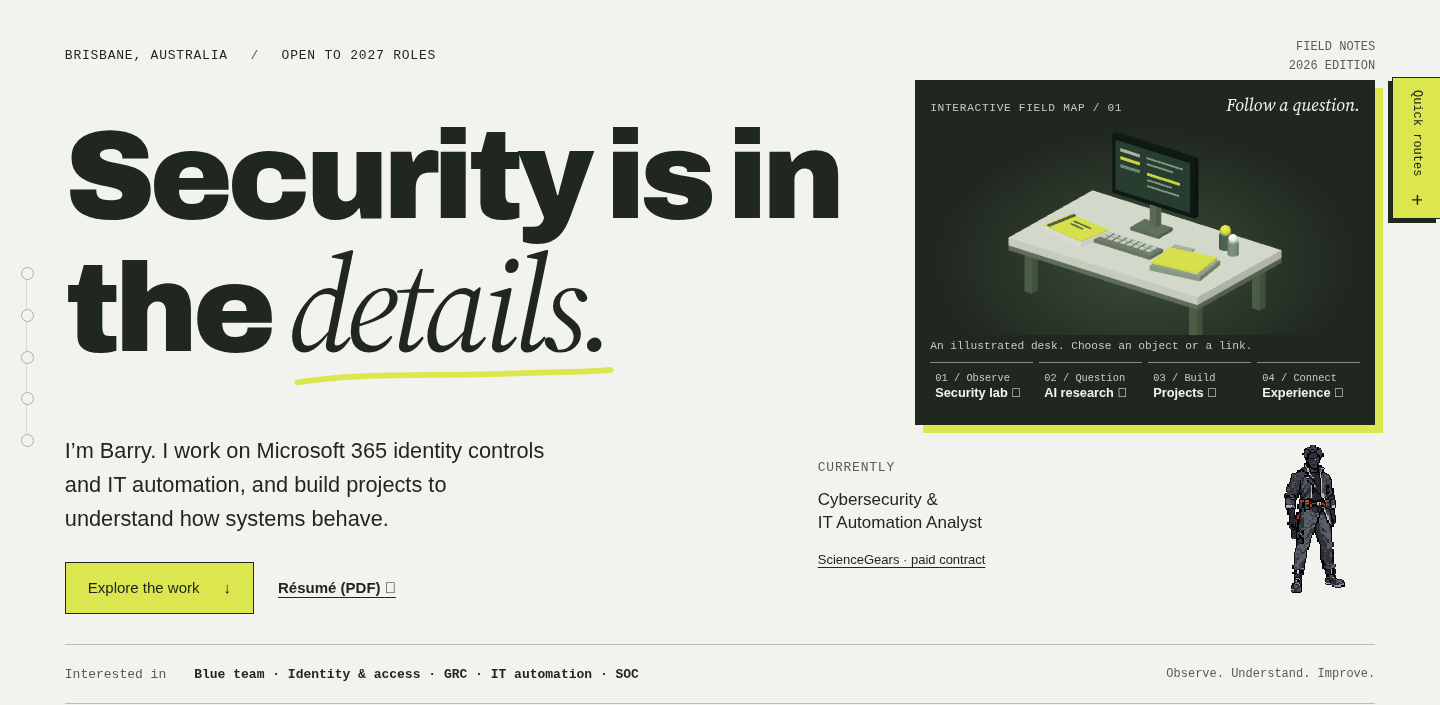 BRISBANE, AUSTRALIA / OPEN TO 2027 ROLES
FIELD NOTES
2026 EDITION
Security is in
the details.
INTERACTIVE FIELD MAP / 01
Follow a question.
An illustrated desk. Choose an object or a link.
01 / Observe
Security lab
02 / Question
AI research
03 / Build
Projects
04 / Connect
Experience
Quick routes +
I’m Barry. I work on Microsoft 365 identity controls
and IT automation, and build projects to
understand how systems behave.
Explore the work ↓
Résumé (PDF)
CURRENTLY
Cybersecurity &
IT Automation Analyst
ScienceGears · paid contract
Interested in Blue team · Identity & access · GRC · IT automation · SOC
Observe. Understand. Improve.